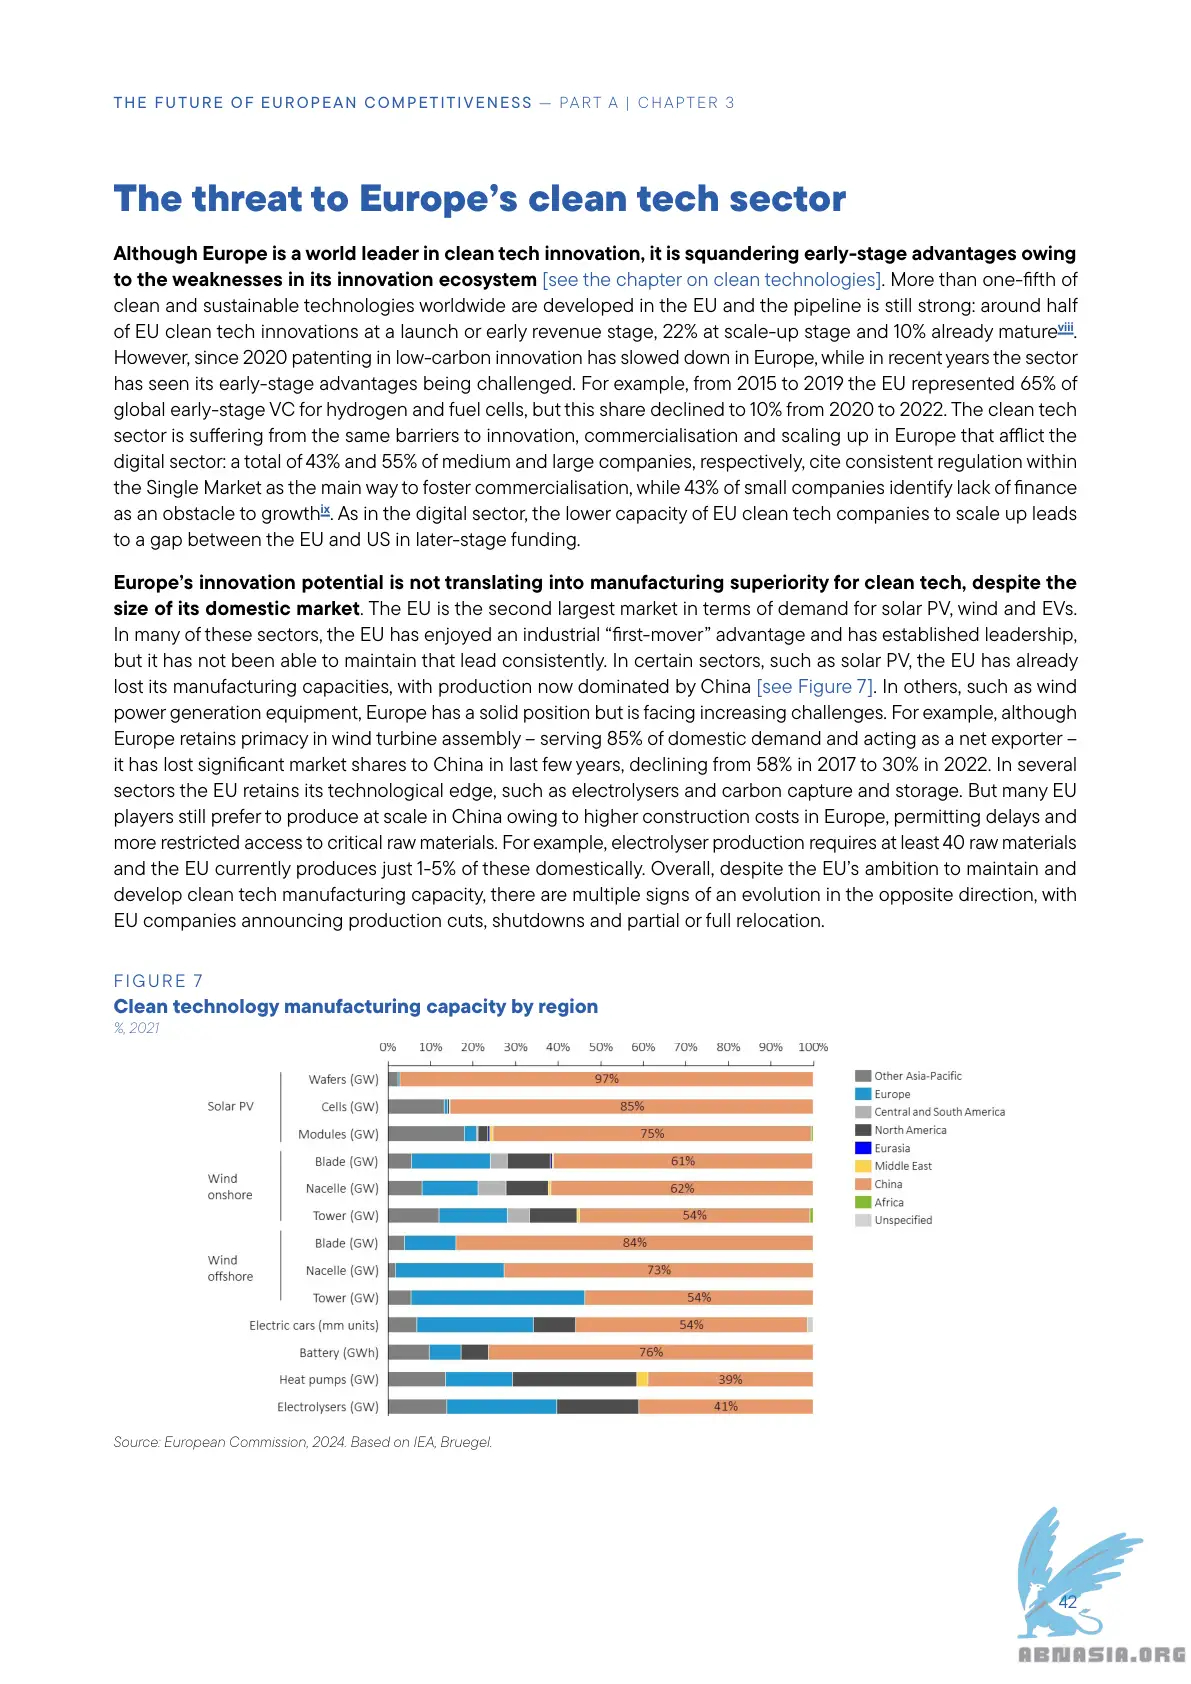 THE FUTURE OF EUROPEAN COMPETITIVENESS — PART A | CHAPTER 3
The threat to Europe’s clean tech sector
Although Europe is a world leader in clean tech innovation, it is squandering early-stage advantages owing
to the weaknesses in its innovation ecosystem [see the chapter on clean technologies]. More than one-fifth of
clean and sustainable technologies worldwide are developed in the EU and the pipeline is still strong: around half
of EU clean tech innovations at a launch or early revenue stage, 22% at scale-up stage and 10% already mature viii.
However, since 2020 patenting in low-carbon innovation has slowed down in Europe, while in recent years the sector
has seen its early-stage advantages being challenged. For example, from 2015 to 2019 the EU represented 65% of
global early-stage VC for hydrogen and fuel cells, but this share declined to 10% from 2020 to 2022. The clean tech
sector is suffering from the same barriers to innovation, commercialisation and scaling up in Europe that afflict the
digital sector: a total of 43% and 55% of medium and large companies, respectively, cite consistent regulation within
the Single Market as the main way to foster commercialisation, while 43% of small companies identify lack of finance
as an obstacle to growth ix. As in the digital sector, the lower capacity of EU clean tech companies to scale up leads
to a gap between the EU and US in later-stage funding.
Europe’s innovation potential is not translating into manufacturing superiority for clean tech, despite the
size of its domestic market. The EU is the second largest market in terms of demand for solar PV, wind and EVs.
In many of these sectors, the EU has enjoyed an industrial “first-mover” advantage and has established leadership,
but it has not been able to maintain that lead consistently. In certain sectors, such as solar PV, the EU has already
lost its manufacturing capacities, with production now dominated by China [see Figure 7]. In others, such as wind
power generation equipment, Europe has a solid position but is facing increasing challenges. For example, although
Europe retains primacy in wind turbine assembly – serving 85% of domestic demand and acting as a net exporter –
it has lost significant market shares to China in last few years, declining from 58% in 2017 to 30% in 2022. In several
sectors the EU retains its technological edge, such as electrolysers and carbon capture and storage. But many EU
players still prefer to produce at scale in China owing to higher construction costs in Europe, permitting delays and
more restricted access to critical raw materials. For example, electrolyser production requires at least 40 raw materials
and the EU currently produces just 1-5% of these domestically. Overall, despite the EU’s ambition to maintain and
develop clean tech manufacturing capacity, there are multiple signs of an evolution in the opposite direction, with
EU companies announcing production cuts, shutdowns and partial or full relocation.
FIGURE 7
Clean technology manufacturing capacity by region
%, 2021
0% 10% 20% 30% 40% 50% 60% 70% 80% 90% 100%
Solar PV
Wafers (GW) 97%
Cells (GW) 85%
Modules (GW) 75%
Wind
onshore
Blade (GW) 61%
Nacelle (GW) 62%
Tower (GW) 54%
Wind
offshore
Blade (GW) 84%
Nacelle (GW) 73%
Tower (GW) 54%
Electric cars (mm units) 54%
Battery (GWh) 76%
Heat pumps (GW) 39%
Electrolysers (GW) 41%
Other Asia-Pacific
Europe
Central and South America
North America
Eurasia
Middle East
China
Africa
Unspecified
Source: European Commission, 2024. Based on IEA, Bruegel.
42
ABNASIA.ORG